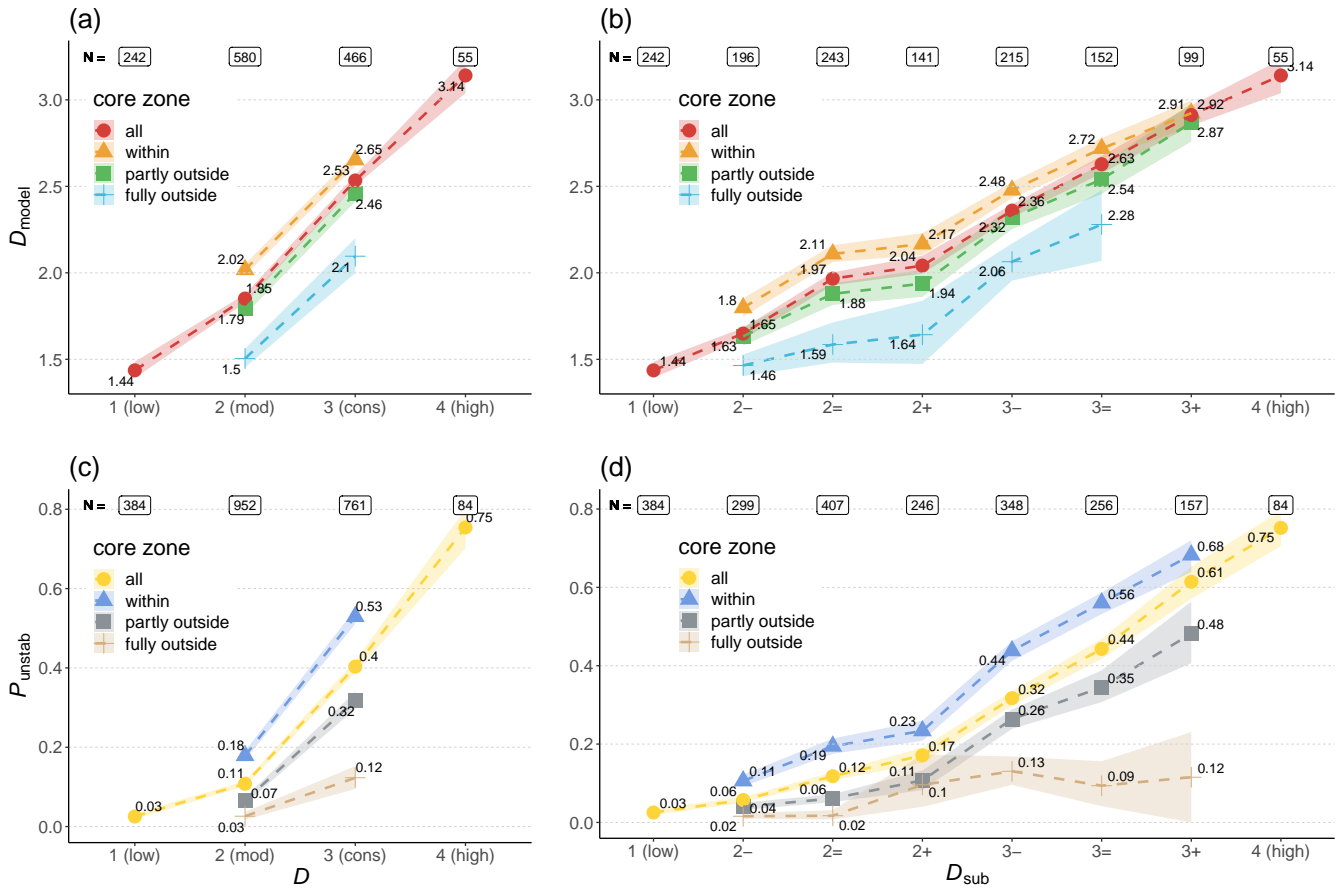 (a)
N = 242 580 466 55
core zone
all
within
partly outside
fully outside
3.14
2.65
2.53
2.46
2.02
2.1
1.85
1.79
1.5
1.44
3.0
2.5
2.0
1.5
Dmodel
1 (low) 2 (mod) 3 (cons) 4 (high)
(b)
N = 242 196 243 141 215 152 99 55
core zone
all
within
partly outside
fully outside
3.14
2.91 2.92
2.87
2.72
2.63
2.54
2.48
2.36
2.32
2.28
2.17
2.11
2.04
2.06
1.97
1.94
1.88
1.8
1.65
1.63
1.64
1.59
1.46
1.44
1 (low) 2− 2= 2+ 3− 3= 3+ 4 (high)
(c)
N = 384 952 761 84
core zone
all
within
partly outside
fully outside
0.75
0.53
0.4
0.32
0.18
0.11
0.12
0.07
0.03
0.03
0.8
0.6
0.4
0.2
0.0
Punstab
1 (low) 2 (mod) 3 (cons) 4 (high)
D
(d)
N = 384 299 407 246 348 256 157 84
core zone
all
within
partly outside
fully outside
0.75
0.68
0.61
0.56
0.48
0.44
0.44
0.35
0.32
0.26
0.23
0.19
0.17
0.13
0.12
0.12
0.11
0.11
0.1
0.09
0.06
0.06
0.04
0.03
0.02
0.02
0.8
0.6
0.4
0.2
0.0
1 (low) 2− 2= 2+ 3− 3= 3+ 4 (high)
Dsub